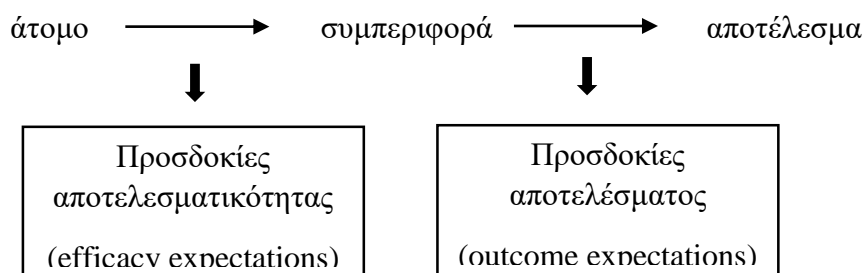 άτομο συμπεριφορά αποτέλεσμα
Προσδοκίες
αποτελεσματικότητας
(efficacy expectations)
Προσδοκίες
αποτελέσματος
(outcome expectations)